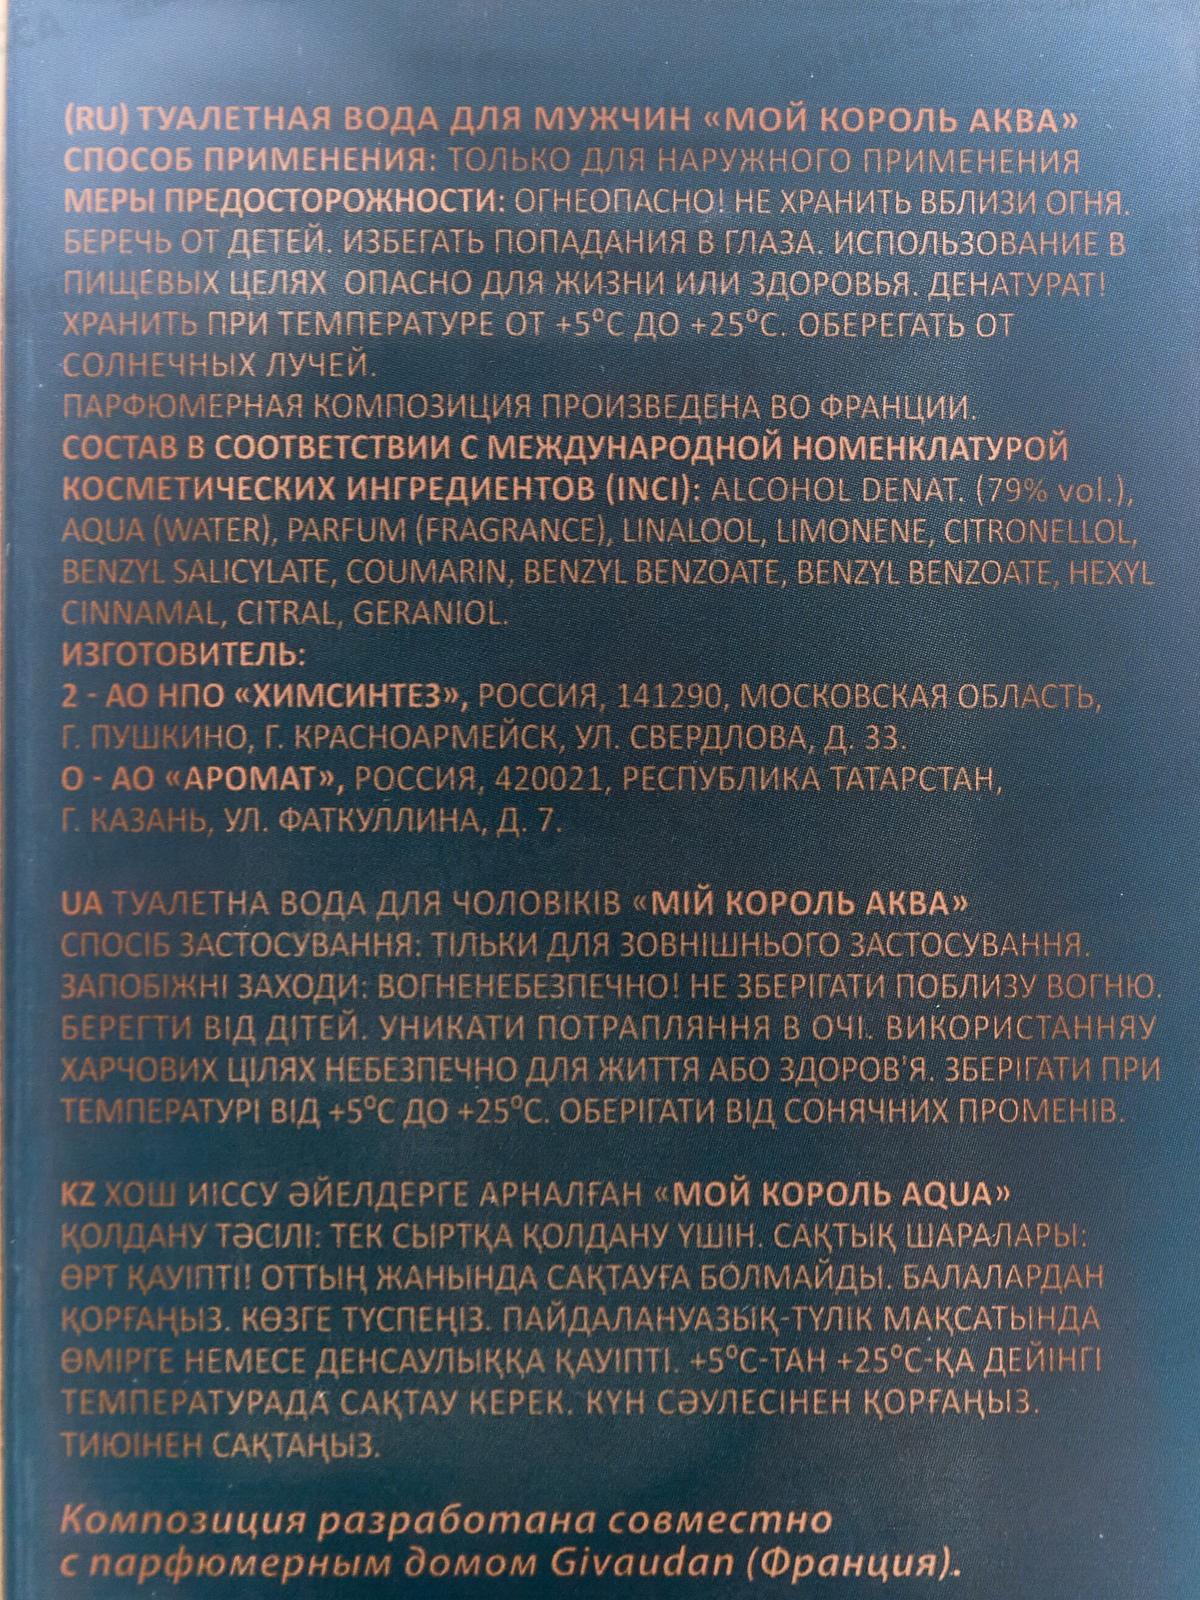 (RU) ТУАЛЕТНАЯ ВОДА ДЛЯ МУЖЧИН «МОЙ КОРОЛЬ АКВА»
СПОСОБ ПРИМЕНЕНИЯ: ТОЛЬКО ДЛЯ НАРУЖНОГО ПРИМЕНЕНИЯ
МЕРЫ ПРЕДОСТОРОЖНОСТИ: ОГНЕОПАСНО! НЕ ХРАНИТЬ ВБЛИЗИ ОГНЯ.
БЕРЕЧЬ ОТ ДЕТЕЙ. ИЗБЕГАТЬ ПОПАДАНИЯ В ГЛАЗА. ИСПОЛЬЗОВАНИЕ В
ПИЩЕВЫХ ЦЕЛЯХ ОПАСНО ДЛЯ ЖИЗНИ ИЛИ ЗДОРОВЬЯ. ДЕНАТУРАТ!
ХРАНИТЬ ПРИ ТЕМПЕРАТУРЕ ОТ +5⁰С ДО +25⁰С. ОБЕРЕГАТЬ ОТ
СОЛНЕЧНЫХ ЛУЧЕЙ.
ПАРФЮМЕРНАЯ КОМПОЗИЦИЯ ПРОИЗВЕДЕНА ВО ФРАНЦИИ.
СОСТАВ В СООТВЕТСТВИИ С МЕЖДУНАРОДНОЙ НОМЕНКЛАТУРОЙ
КОСМЕТИЧЕСКИХ ИНГРЕДИЕНТОВ (INCI): ALCOHOL DENAT. (79% vol.),
AQUA (WATER), PARFUM (FRAGRANCE), LINALOOL, LIMONENE, CITRONELLOL,
BENZYL SALICYLATE, COUMARIN, BENZYL BENZOATE, BENZYL BENZOATE, HEXYL
CINNAMAL, CITRAL, GERANIOL.
ИЗГОТОВИТЕЛЬ:
2 - АО НПО «ХИМСИНТЕЗ», РОССИЯ, 141290, МОСКОВСКАЯ ОБЛАСТЬ,
Г. ПУШКИНО, Г. КРАСНОАРМЕЙСК, УЛ. СВЕРДЛОВА, Д. 33.
О - АО «АРОМАТ», РОССИЯ, 420021, РЕСПУБЛИКА ТАТАРСТАН,
Г. КАЗАНЬ, УЛ. ФАТКУЛЛИНА, Д. 7.
UA ТУАЛЕТНА ВОДА ДЛЯ ЧОЛОВІКІВ «МІЙ КОРОЛЬ АКВА»
СПОСІБ ЗАСТОСУВАННЯ: ТІЛЬКИ ДЛЯ ЗОВНІШНЬОГО ЗАСТОСУВАННЯ.
ЗАПОБІЖНІ ЗАХОДИ: ВОГНЕНЕБЕЗПЕЧНО! НЕ ЗБЕРІГАТИ ПОБЛИЗУ ВОГНЮ.
БЕРЕГТИ ВІД ДІТЕЙ. УНИКАТИ ПОТРАПЛЯННЯ В ОЧІ. ВИКОРИСТАННЯУ
ХАРЧОВИХ ЦІЛЯХ НЕБЕЗПЕЧНО ДЛЯ ЖИТТЯ АБО ЗДОРОВ'Я. ЗБЕРІГАТИ ПРИ
ТЕМПЕРАТУРІ ВІД +5⁰С ДО +25⁰С. ОБЕРІГАТИ ВІД СОНЯЧНИХ ПРОМЕНІВ.
KZ ХОШ ИІССУ ӘЙЕЛДЕРГЕ АРНАЛҒАН «МОЙ КОРОЛЬ AQUA»
ҚОЛДАНУ ТӘСІЛІ: ТЕК СЫРТҚА ҚОЛДАНУ ҮШІН. САҚТЫҚ ШАРАЛАРЫ:
ӨРТ ҚАУІПТІ! ОТТЫҢ ЖАНЫНДА САҚТАУҒА БОЛМАЙДЫ. БАЛАЛАРДАН
ҚОРҒАҢЫЗ. КӨЗГЕ ТҮСПЕҢІЗ. ПАЙДАЛАНУАЗЫҚ-ТҮЛІК МАҚСАТЫНДА
ӨМІРГЕ НЕМЕСЕ ДЕНСАУЛЫҚҚА ҚАУІПТІ. +5⁰С-ТАН +25⁰С-ҚА ДЕЙІНГІ
ТЕМПЕРАТУРАДА САҚТАУ КЕРЕК. КҮН СӘУЛЕСІНЕН ҚОРҒАҢЫЗ.
ТИЮІНЕН САҚТАҢЫЗ.
Композиция разработана совместно
с парфюмерным домом Givaudan (Франция).